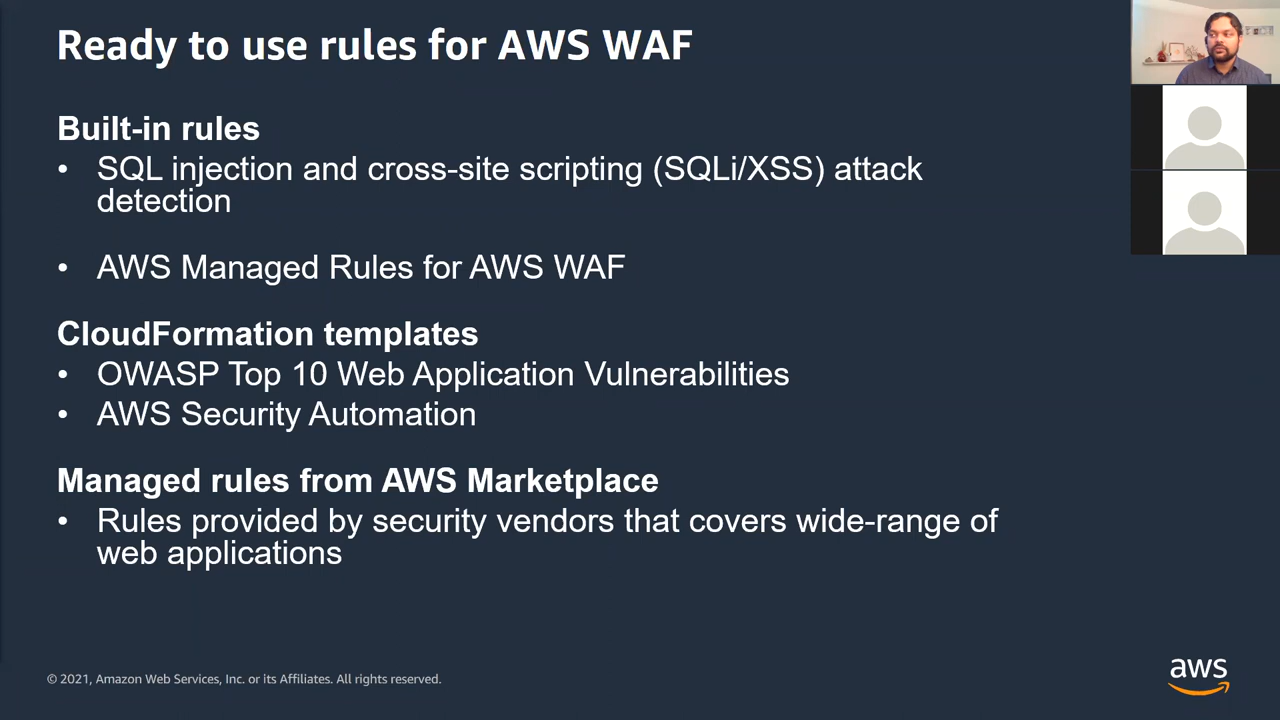 Ready to use rules for AWS WAF
Built-in rules
• SQL injection and cross-site scripting (SQLi/XSS) attack
detection
• AWS Managed Rules for AWS WAF
CloudFormation templates
• OWASP Top 10 Web Application Vulnerabilities
• AWS Security Automation
Managed rules from AWS Marketplace
• Rules provided by security vendors that covers wide-range of
web applications
© 2021, Amazon Web Services, Inc. or its Affiliates. All rights reserved.
aws